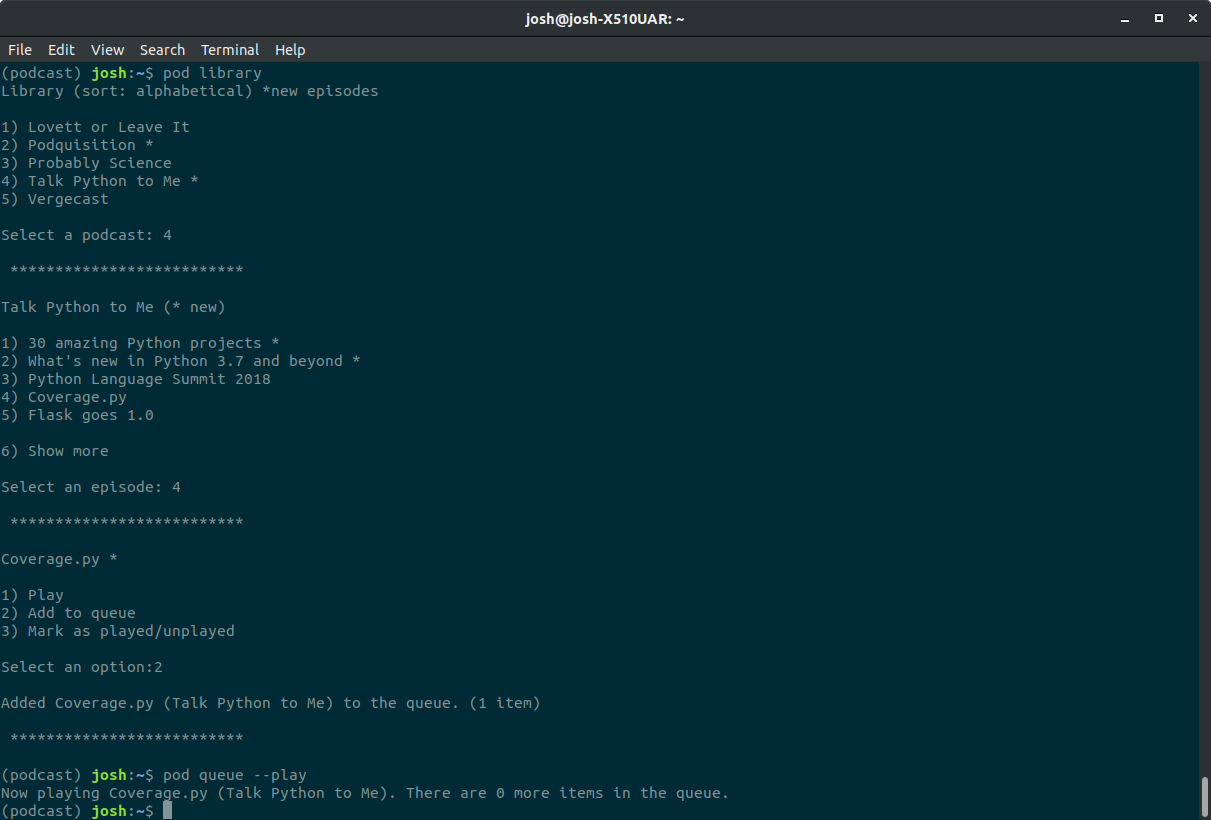 josh@josh-X510UAR: ~
File Edit View Search Terminal Help
(podcast) josh:~$ pod library
Library (sort: alphabetical) *new episodes
1) Lovett or Leave It
2) Podquisition *
3) Probably Science
4) Talk Python to Me *
5) Vergecast
Select a podcast: 4
**************************
Talk Python to Me (* new)
1) 30 amazing Python projects *
2) What's new in Python 3.7 and beyond *
3) Python Language Summit 2018
4) Coverage.py
5) Flask goes 1.0
6) Show more
Select an episode: 4
**************************
Coverage.py *
1) Play
2) Add to queue
3) Mark as played/unplayed
Select an option:2
Added Coverage.py (Talk Python to Me) to the queue. (1 item)
**************************
(podcast) josh:~$ pod queue --play
Now playing Coverage.py (Talk Python to Me). There are 0 more items in the queue.
(podcast) josh:~$